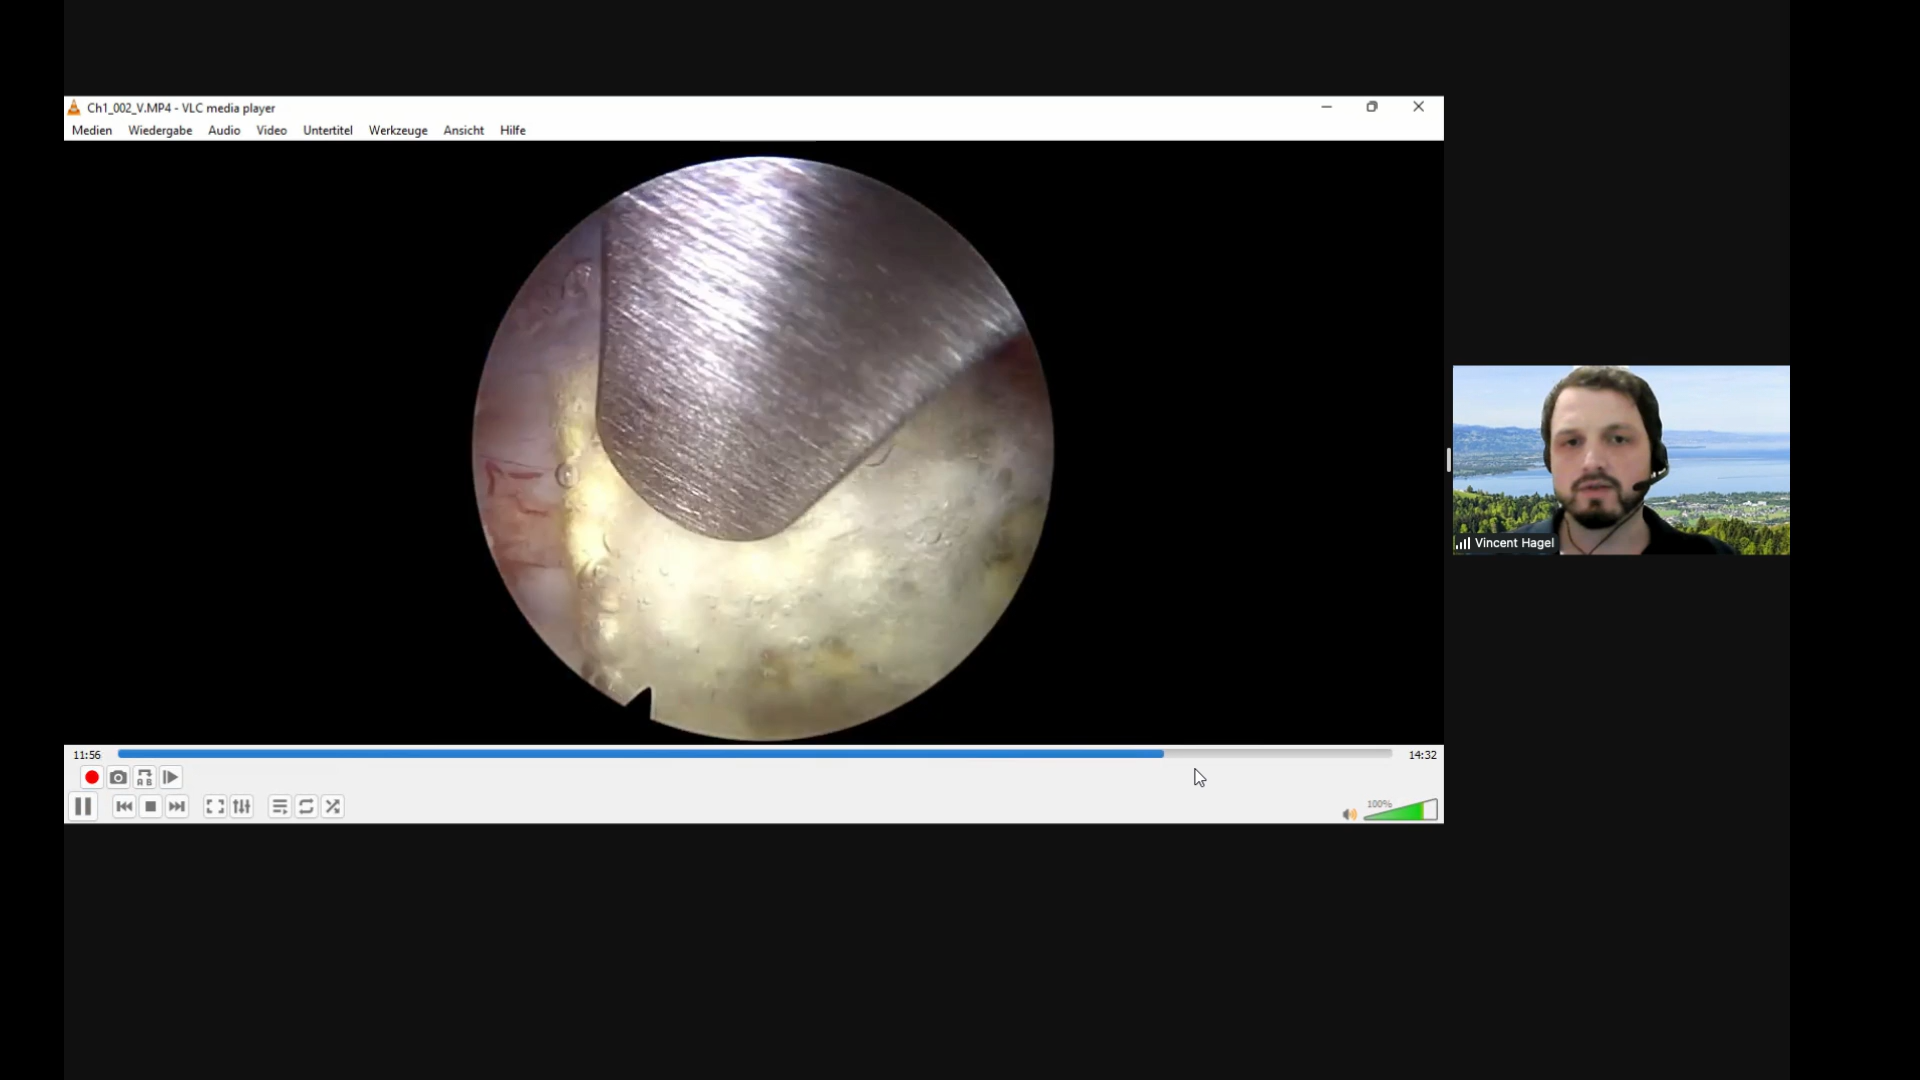 Ch1_002_V.MP4 - VLC media player
Medien Wiedergabe Audio Video Untertitel Werkzeuge Ansicht Hilfe
Vincent Hagel
11:56
14:32
A B
100%